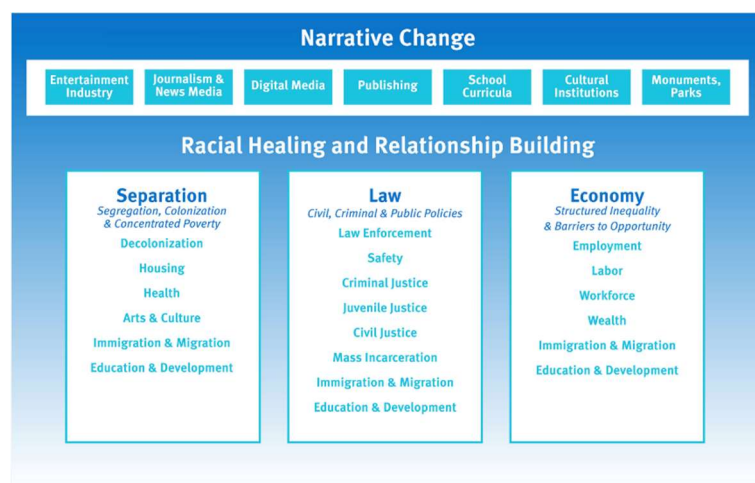 Narrative Change
Entertainment
Industry
Journalism &
News Media
Digital Media
Publishing
School
Curricula
Cultural
Institutions
Monuments,
Parks
Racial Healing and Relationship Building
Separation
Segregation, Colonization
& Concentrated Poverty
Decolonization
Housing
Health
Arts & Culture
Immigration & Migration
Education & Development
Law
Civil, Criminal & Public Policies
Law Enforcement
Safety
Criminal Justice
Juvenile Justice
Civil Justice
Mass Incarceration
Immigration & Migration
Education & Development
Economy
Structured Inequality
& Barriers to Opportunity
Employment
Labor
Workforce
Wealth
Immigration & Migration
Education & Development